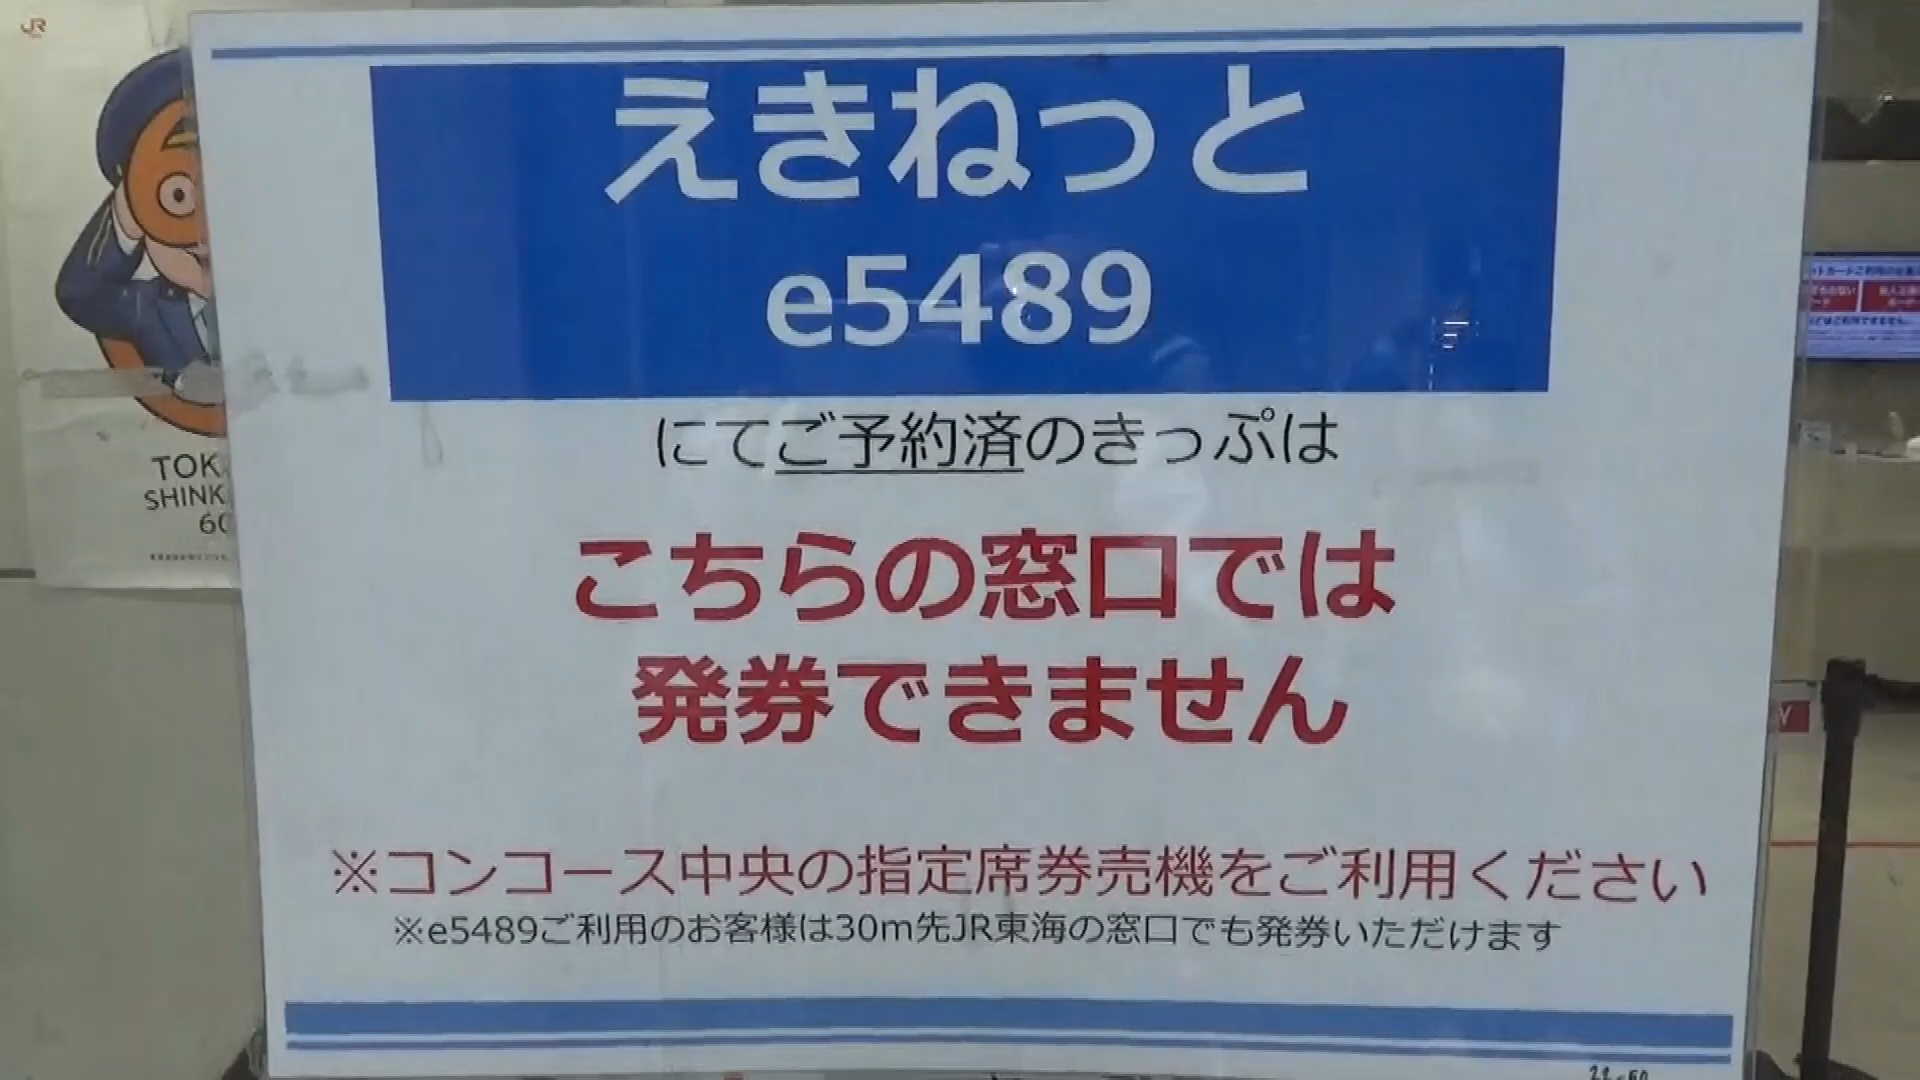 JR
えきねっと
e5489
にてご予約済のきっぷは
こちらの窓口では
発券できません
※コンコース中央の指定席券売機をご利用ください
※e5489ご利用のお客様は30m先JR東海の窓口でも発券いただけます
TOK
SHINK
60